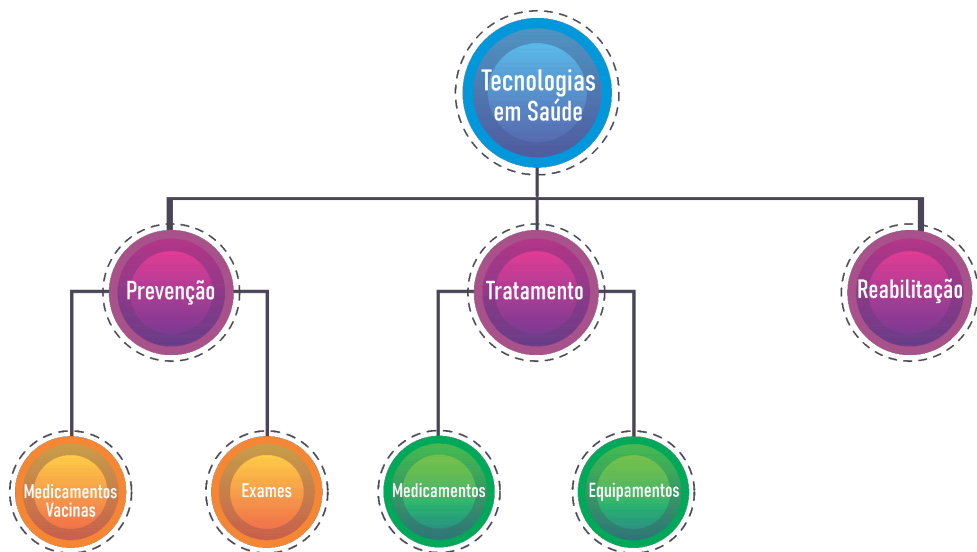 Tecnologias
em Saúde
Prevenção
Tratamento
Reabilitação
Medicamentos
Vacinas
Exames
Medicamentos
Equipamentos